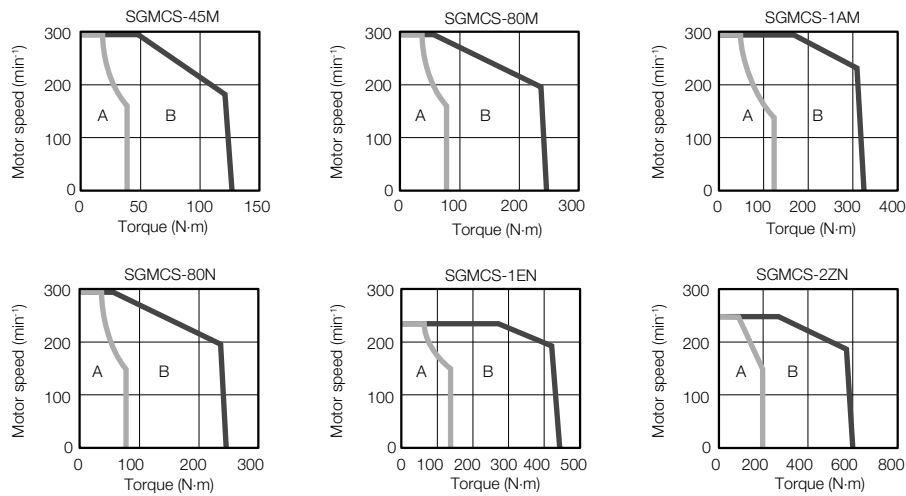 SGMCS-45M
Motor speed (min⁻¹)
300
200
100
0
A
B
0 50 100 150
Torque (N·m)
SGMCS-80M
Motor speed (min⁻¹)
300
200
100
0
A
B
0 100 200 300
Torque (N·m)
SGMCS-1AM
Motor speed (min⁻¹)
300
200
100
0
A
B
0 100 200 300 400
Torque (N·m)
SGMCS-80N
Motor speed (min⁻¹)
300
200
100
0
A
B
0 100 200 300
Torque (N·m)
SGMCS-1EN
Motor speed (min⁻¹)
300
200
100
0
A
B
0 100 200 300 400 500
Torque (N·m)
SGMCS-2ZN
Motor speed (min⁻¹)
300
200
100
0
A
B
0 200 400 600 800
Torque (N·m)